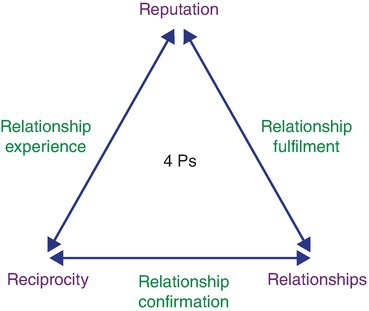 Reputation
Relationship
experience
Relationship
fulfilment
4 Ps
Reciprocity
Relationship
confirmation
Relationships